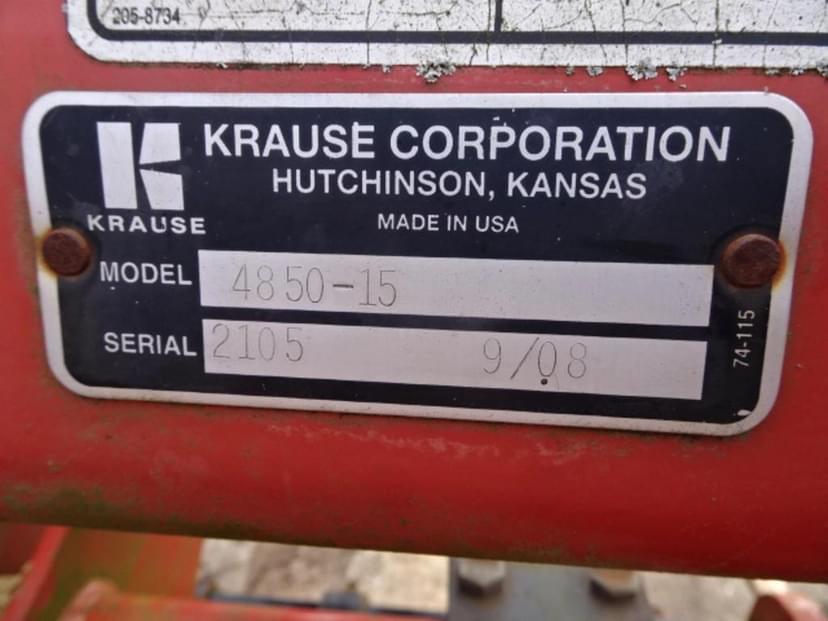 205-8734
KRAUSE CORPORATION
HUTCHINSON, KANSAS
MADE IN USA
KRAUSE
MODEL 4850-15
SERIAL 2105 9/08
74-115